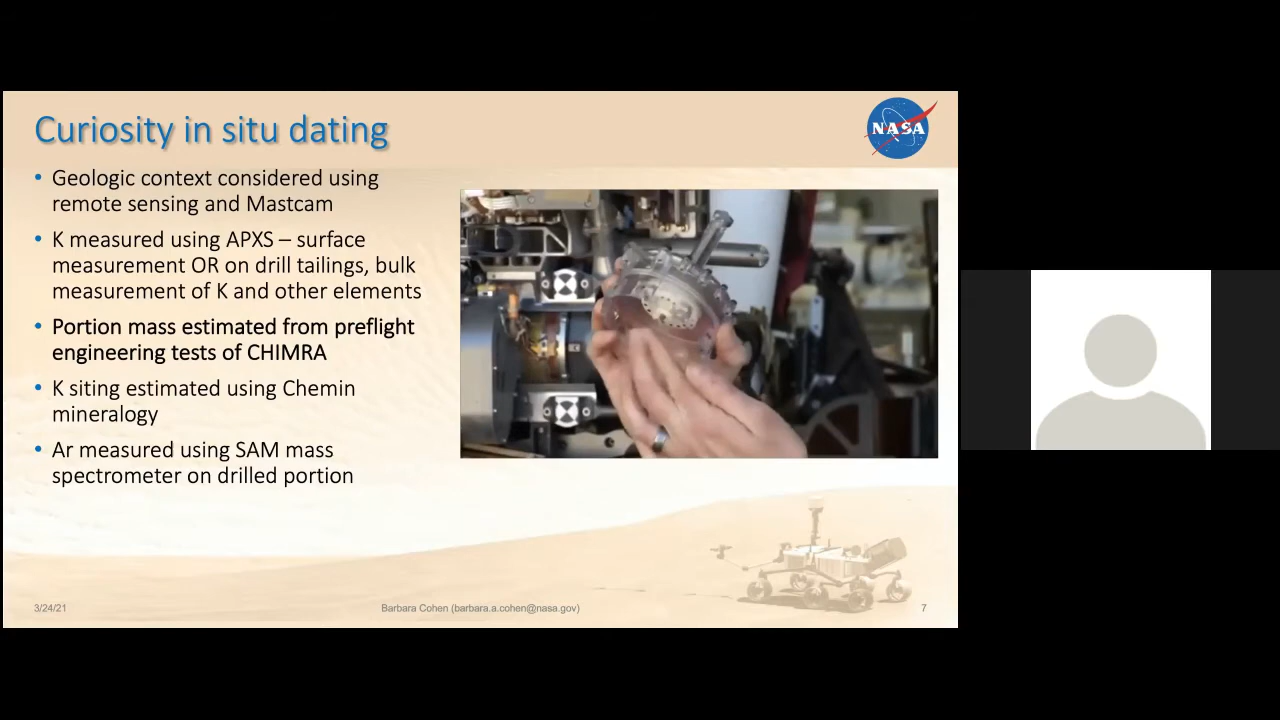 Curiosity in situ dating
NASA
• Geologic context considered using
remote sensing and Mastcam
• K measured using APXS – surface
measurement OR on drill tailings, bulk
measurement of K and other elements
• Portion mass estimated from preflight
engineering tests of CHIMRA
• K siting estimated using Chemin
mineralogy
• Ar measured using SAM mass
spectrometer on drilled portion
3/24/21
Barbara Cohen (barbara.a.cohen@nasa.gov)
7